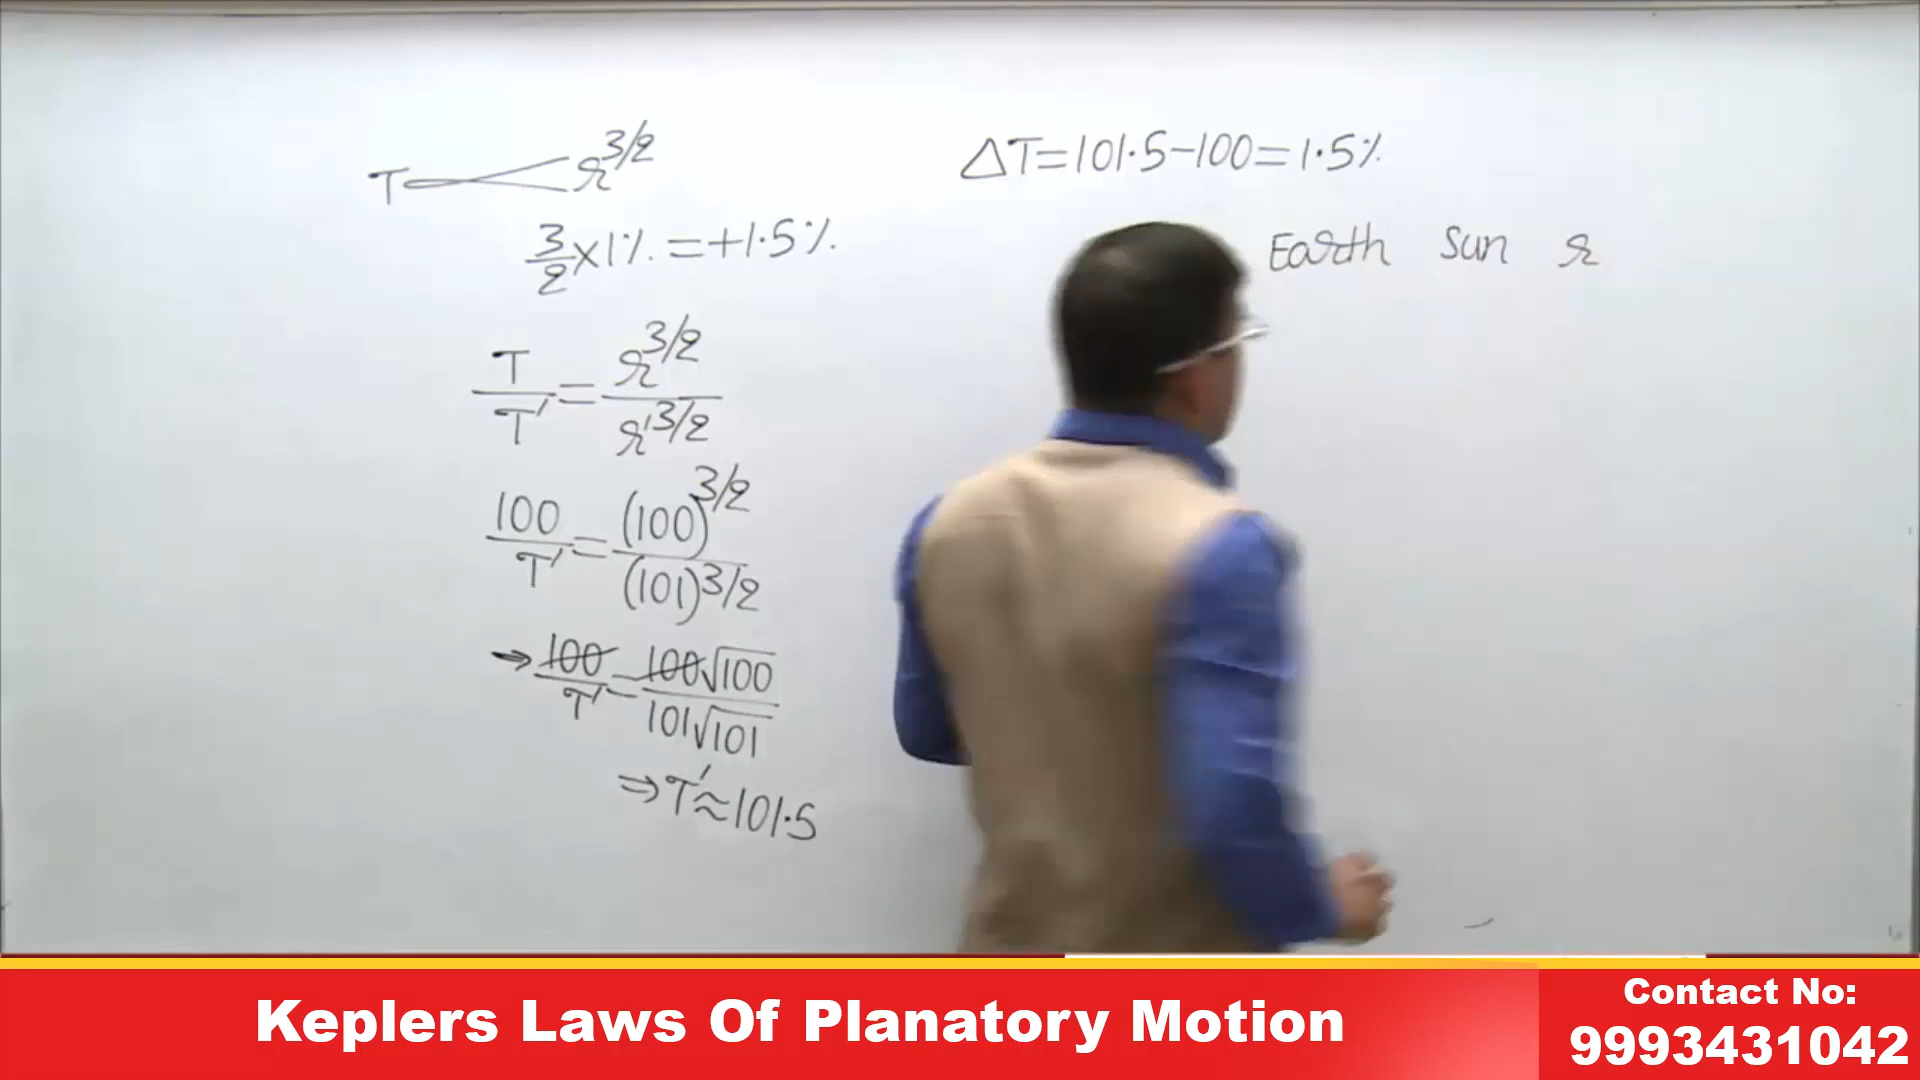 T ∝ r^3/2
3/2 × 1% = +1.5%
T/T' = r^3/2 / r'^3/2
100/T' = (100)^3/2 / (101)^3/2
→ 100/T' = 100√100 / 101√101
⇒ T' ≈ 101.5
ΔT = 101.5 - 100 = 1.5%
Earth Sun r
Keplers Laws Of Planatory Motion
Contact No:
9993431042